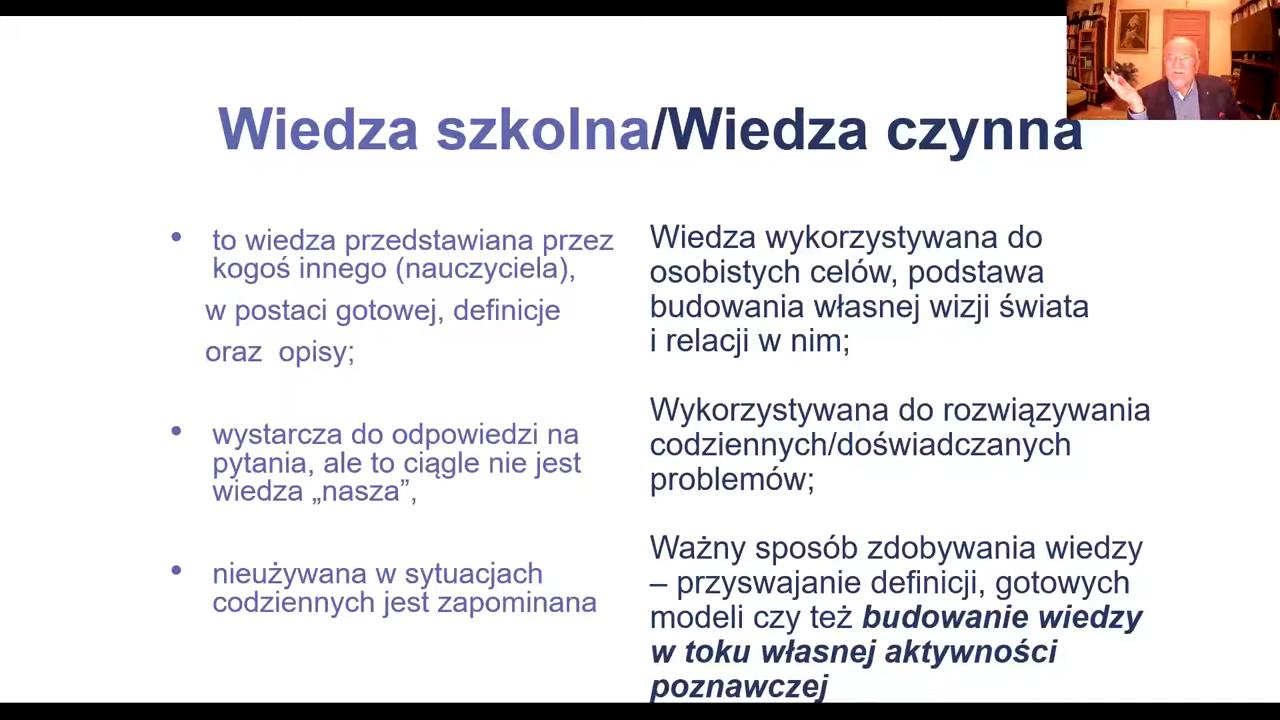 Wiedza szkolna/Wiedza czynna
• to wiedza przedstawiana przez
kogoś innego (nauczyciela),
w postaci gotowej, definicje
oraz opisy;
• wystarcza do odpowiedzi na
pytania, ale to ciągle nie jest
wiedza „nasza”,
• nieużywana w sytuacjach
codziennych jest zapominana
Wiedza wykorzystywana do
osobistych celów, podstawa
budowania własnej wizji świata
i relacji w nim;
Wykorzystywana do rozwiązywania
codziennych/doświadczanych
problemów;
Ważny sposób zdobywania wiedzy
– przyswajanie definicji, gotowych
modeli czy też budowanie wiedzy
w toku własnej aktywności
poznawczej